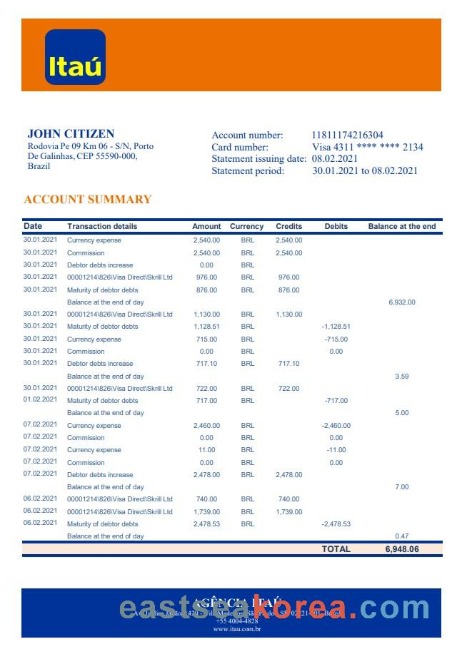 Itaú
JOHN CITIZEN
Rodovia Pe 09 Km 06 - S/N, Porto
De Galinhas, CEP 55590-000,
Brazil
Account number: 11811174216304
Card number: Visa 4311 **** **** 2134
Statement issuing date: 08.02.2021
Statement period: 30.01.2021 to 08.02.2021
ACCOUNT SUMMARY
Date Transaction details Amount Currency Credits Debits Balance at the end
30.01.2021 Currency expense 2,540.00 BRL 2,540.00
30.01.2021 Commission 2,540.00 BRL 2,540.00
30.01.2021 Debtor debts increase 0.00 BRL
30.01.2021 00001214\826\Visa Direct\Skrill Ltd 976.00 BRL 976.00
30.01.2021 Maturity of debtor debts 876.00 BRL 876.00
Balance at the end of day 6,932.00
30.01.2021 00001214\826\Visa Direct\Skrill Ltd 1,130.00 BRL 1,130.00
30.01.2021 Maturity of debtor debts 1,128.51 BRL -1,128.51
30.01.2021 Currency expense 715.00 BRL -715.00
30.01.2021 Commission 0.00 BRL 0.00
30.01.2021 Debtor debts increase 717.10 BRL 717.10
Balance at the end of day 3.59
30.01.2021 00001214\826\Visa Direct\Skrill Ltd 722.00 BRL 722.00
01.02.2021 Maturity of debtor debts 717.00 BRL -717.00
Balance at the end of day 5.00
07.02.2021 Currency expense 2,460.00 BRL -2,460.00
07.02.2021 Commission 0.00 BRL 0.00
07.02.2021 Currency expense 11.00 BRL -11.00
07.02.2021 Commission 0.00 BRL 0.00
07.02.2021 Debtor debts increase 2,478.00 BRL 2,478.00
Balance at the end of day 7.00
06.02.2021 00001214\826\Visa Direct\Skrill Ltd 740.00 BRL 740.00
06.02.2021 00001214\826\Visa Direct\Skrill Ltd 1,739.00 BRL 1,739.00
06.02.2021 Maturity of debtor debts 2,478.53 BRL -2,478.53
Balance at the end of day 0.47
TOTAL 6,948.06
AGÊNCIA ITAÚ
eastscakorea.com
+55 4004-4828
www.itau.com.br